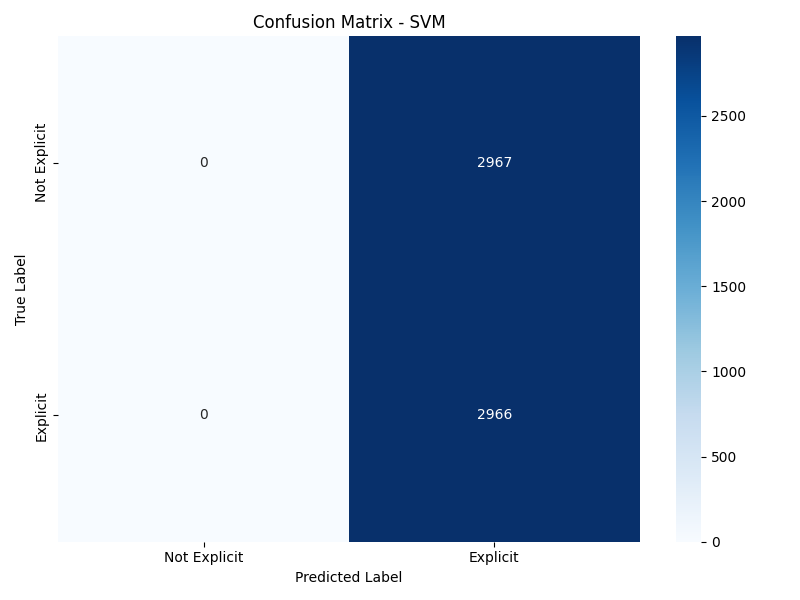 Confusion Matrix - SVM
True Label
Not Explicit
Explicit
0
2967
0
2966
Not Explicit
Explicit
Predicted Label
2500
2000
1500
1000
500
0